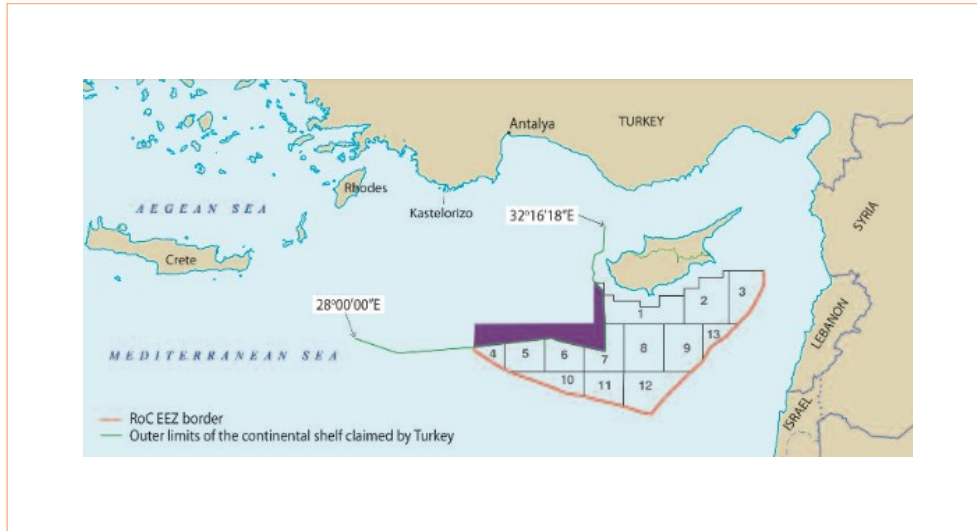 Antalya
TURKEY
Rhodes
Kastelorizo
32°16'18"E
AEGEAN SEA
SYRIA
Crete
28°00'00"E
1
2
3
LEBANON
MEDITERRANEAN SEA
4
5
6
7
8
9
13
10
11
12
ISRAEL
RoC EEZ border
Outer limits of the continental shelf claimed by Turkey